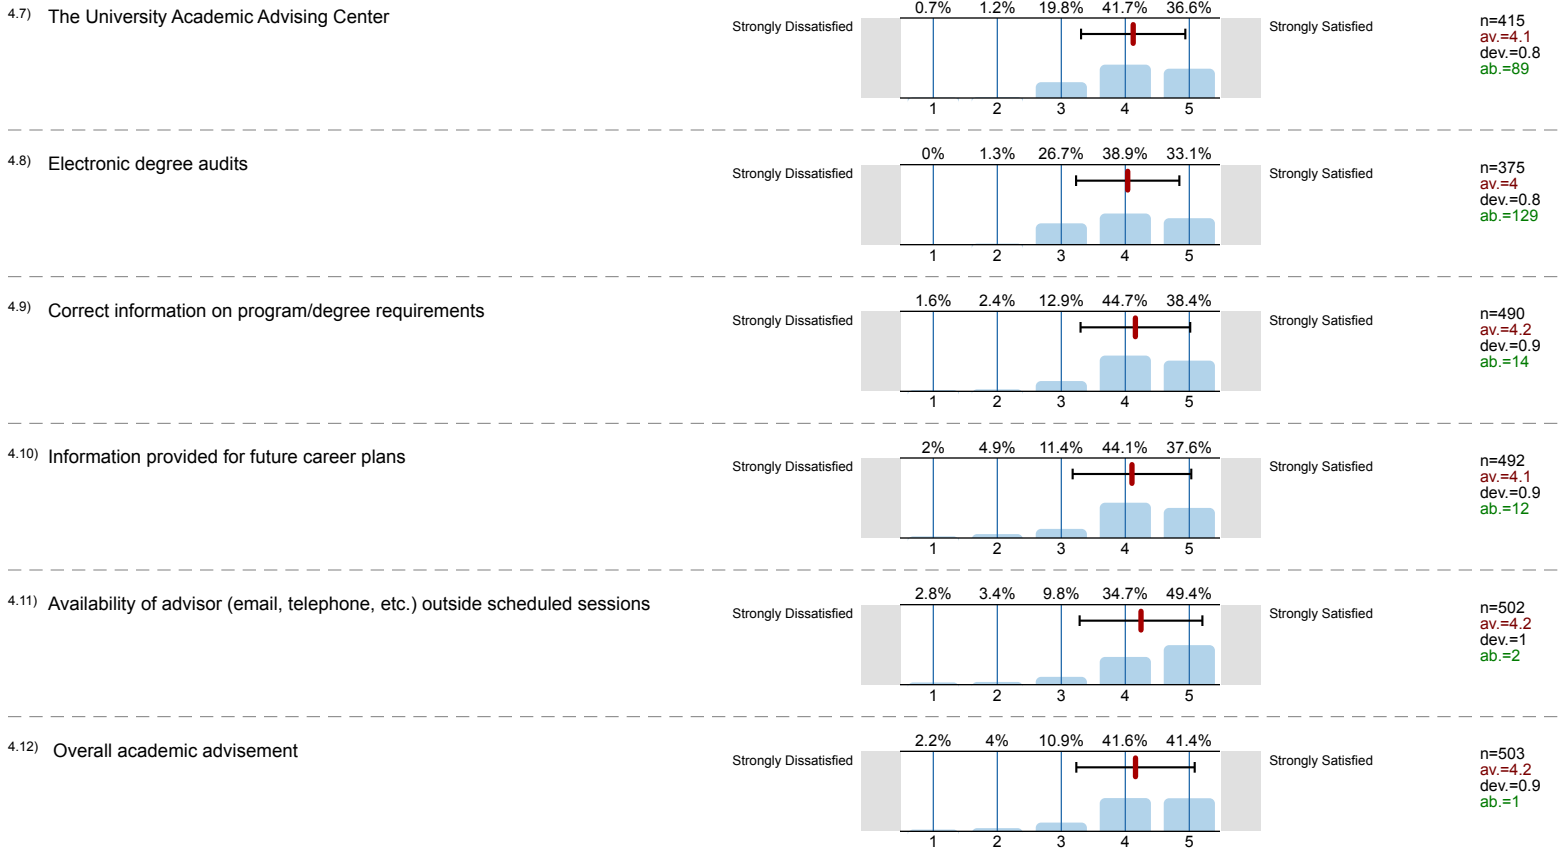 4.7) The University Academic Advising Center
0.7% 1.2% 19.8% 41.7% 36.6%
Strongly Dissatisfied
Strongly Satisfied
1 2 3 4 5
n=415
av.=4.1
dev.=0.8
ab.=89
4.8) Electronic degree audits
0% 1.3% 26.7% 38.9% 33.1%
Strongly Dissatisfied
Strongly Satisfied
1 2 3 4 5
n=375
av.=4
dev.=0.8
ab.=129
4.9) Correct information on program/degree requirements
1.6% 2.4% 12.9% 44.7% 38.4%
Strongly Dissatisfied
Strongly Satisfied
1 2 3 4 5
n=490
av.=4.2
dev.=0.9
ab.=14
4.10) Information provided for future career plans
2% 4.9% 11.4% 44.1% 37.6%
Strongly Dissatisfied
Strongly Satisfied
1 2 3 4 5
n=492
av.=4.1
dev.=0.9
ab.=12
4.11) Availability of advisor (email, telephone, etc.) outside scheduled sessions
2.8% 3.4% 9.8% 34.7% 49.4%
Strongly Dissatisfied
Strongly Satisfied
1 2 3 4 5
n=502
av.=4.2
dev.=1
ab.=2
4.12) Overall academic advisement
2.2% 4% 10.9% 41.6% 41.4%
Strongly Dissatisfied
Strongly Satisfied
1 2 3 4 5
n=503
av.=4.2
dev.=0.9
ab.=1